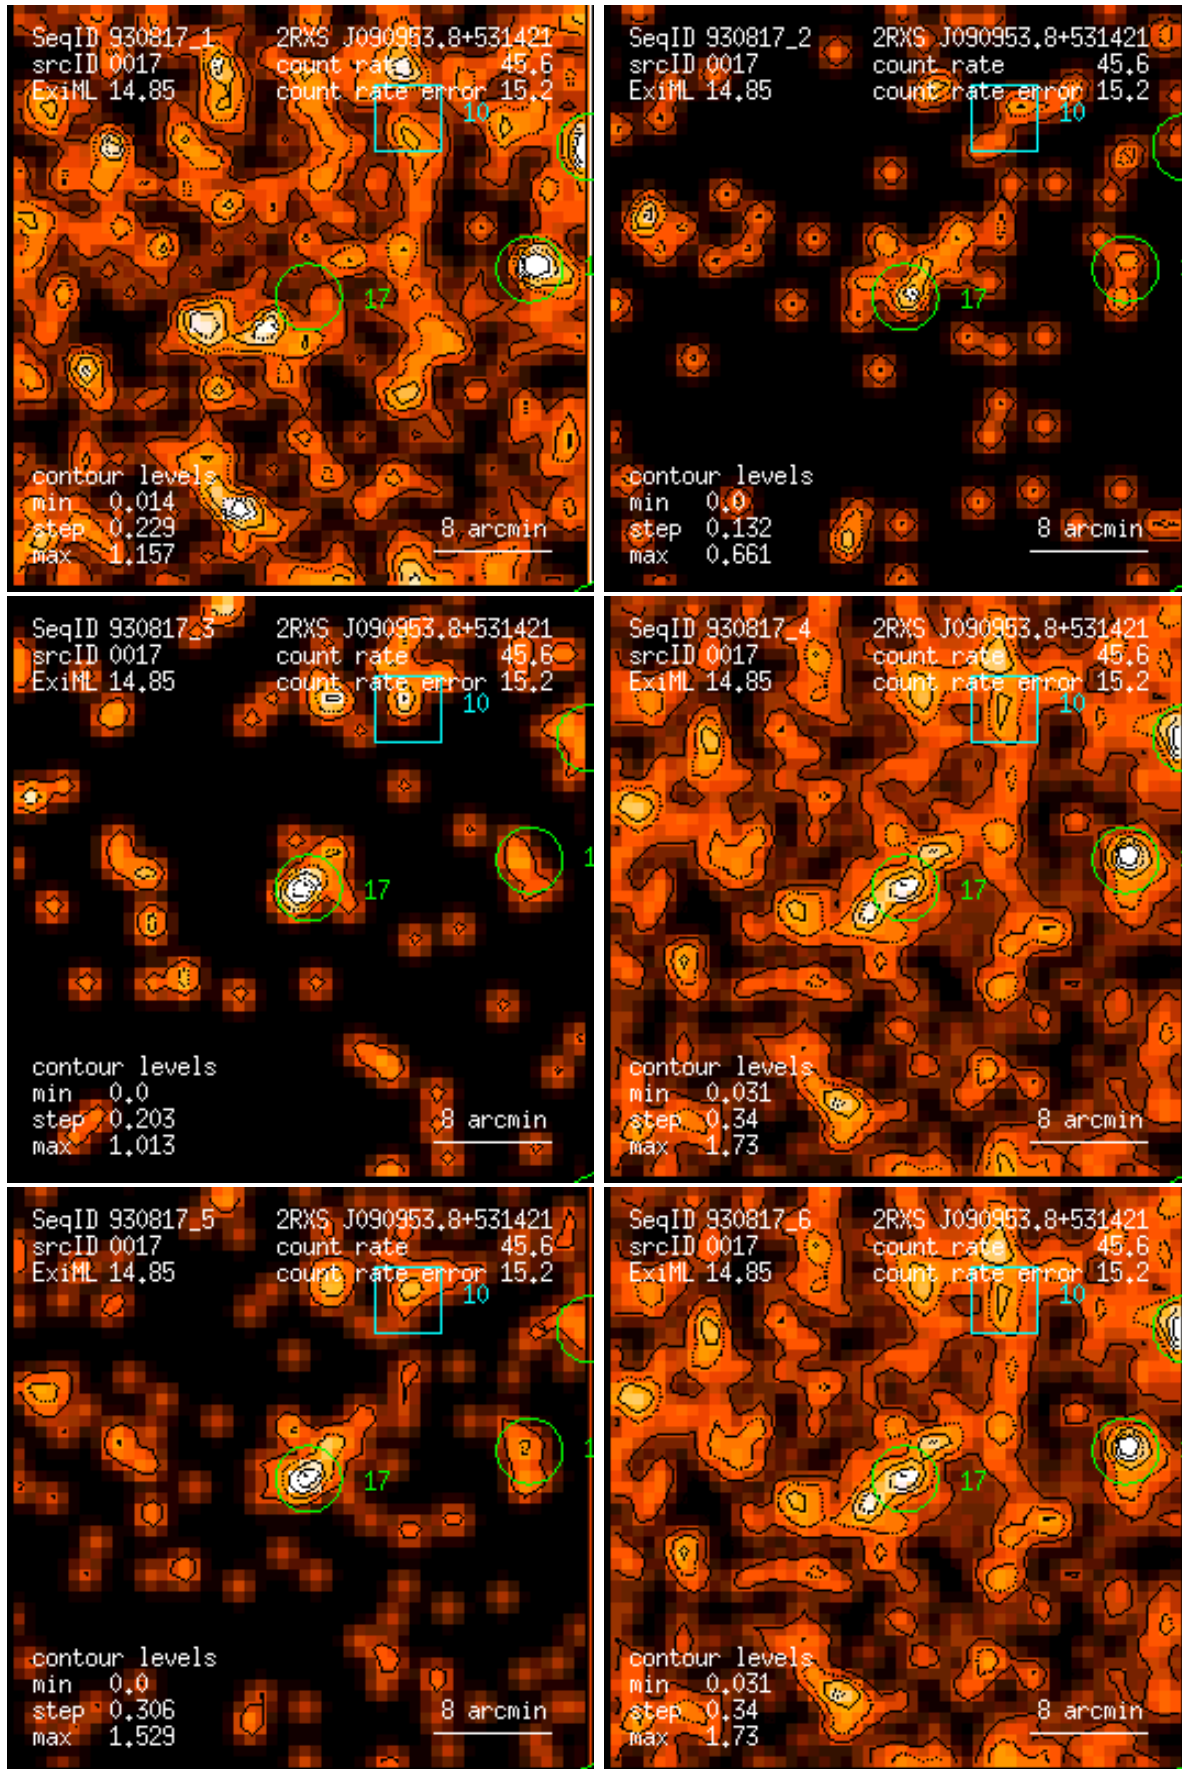 SeqID 930817_1 2RXS J090953.8+531421
srcID 0017 count rate 45.6
ExiML 14.85 count rate error 15.2
10
17
1
contour levels
min 0.014
step 0.229
max 1.157
8 arcmin
SeqID 930817_2 2RXS J090953.8+531421
srcID 0017 count rate 45.6
ExiML 14.85 count rate error 15.2
10
17
contour levels
min 0.0
step 0.132
max 0.661
8 arcmin
SeqID 930817_3 2RXS J090953.8+531421
srcID 0017 count rate 45.6
ExiML 14.85 count rate error 15.2
10
1
17
contour levels
min 0.0
step 0.203
max 1.013
8 arcmin
SeqID 930817_4 2RXS J090953.8+531421
srcID 0017 count rate 45.6
ExiML 14.85 count rate error 15.2
10
17
contour levels
min 0.031
step 0.34
max 1.73
8 arcmin
SeqID 930817_5 2RXS J090953.8+531421
srcID 0017 count rate 45.6
ExiML 14.85 count rate error 15.2
10
1
17
contour levels
min 0.0
step 0.306
max 1.529
8 arcmin
SeqID 930817_6 2RXS J090953.8+531421
srcID 0017 count rate 45.6
ExiML 14.85 count rate error 15.2
10
17
contour levels
min 0.031
step 0.34
max 1.73
8 arcmin